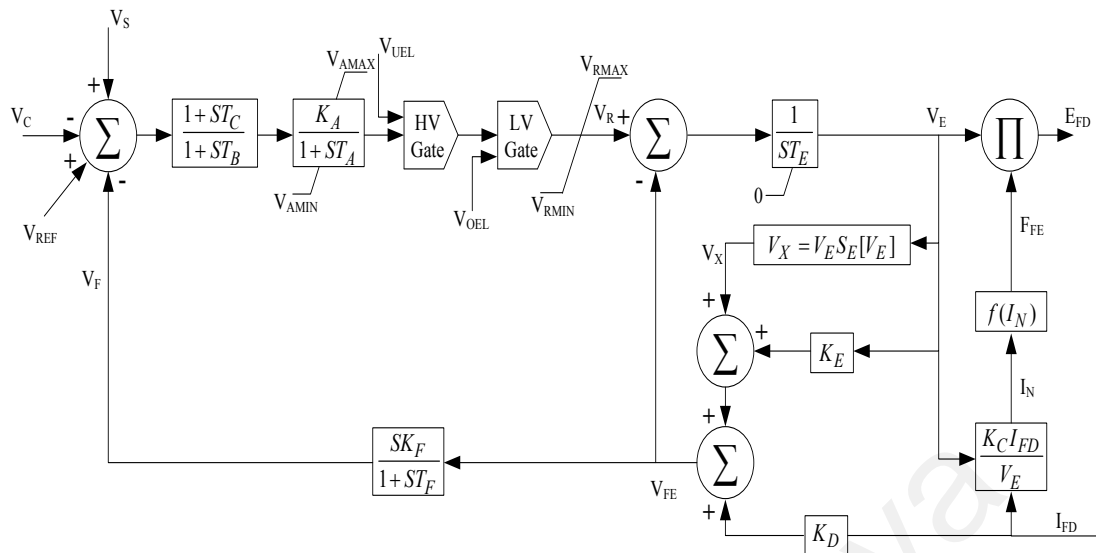 V_S
V_C
+
-
+
-
∑
V_REF
1+ST_C
1+ST_B
V_AMAX
K_A
1+ST_A
V_AMIN
V_UEL
HV
Gate
LV
Gate
V_OEL
V_RMAX
V_RMIN
V_R
+
-
∑
1
ST_E
0
V_E
∏
E_FD
F_FE
f(I_N)
I_N
K_C I_FD
V_E
I_FD
V_X = V_E S_E[V_E]
V_X
+
+
∑
K_E
+
+
∑
K_D
V_FE
SK_F
1+ST_F
V_F